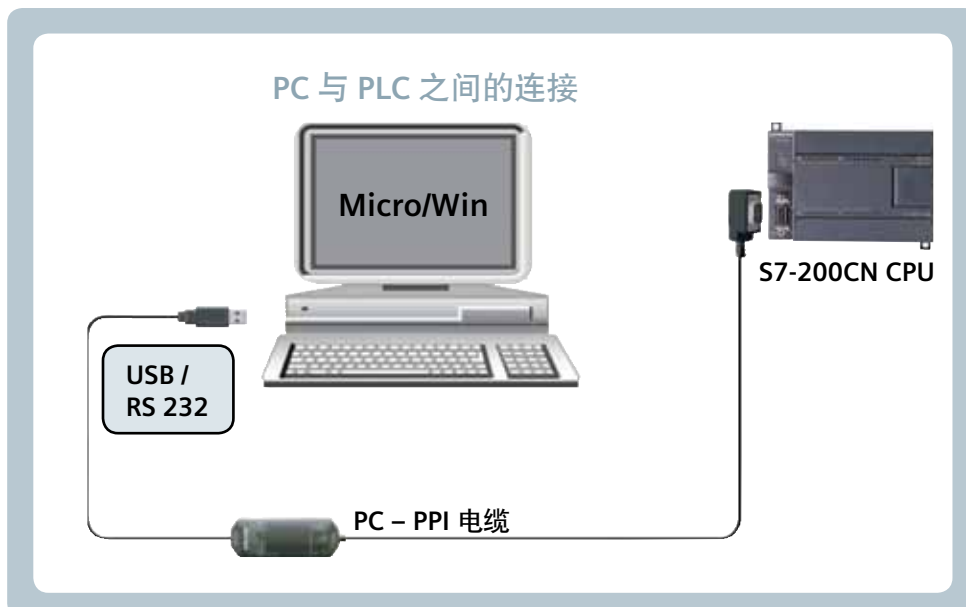 PC 与 PLC 之间的连接
Micro/Win
S7-200CN CPU
USB /
RS 232
PC – PPI 电缆